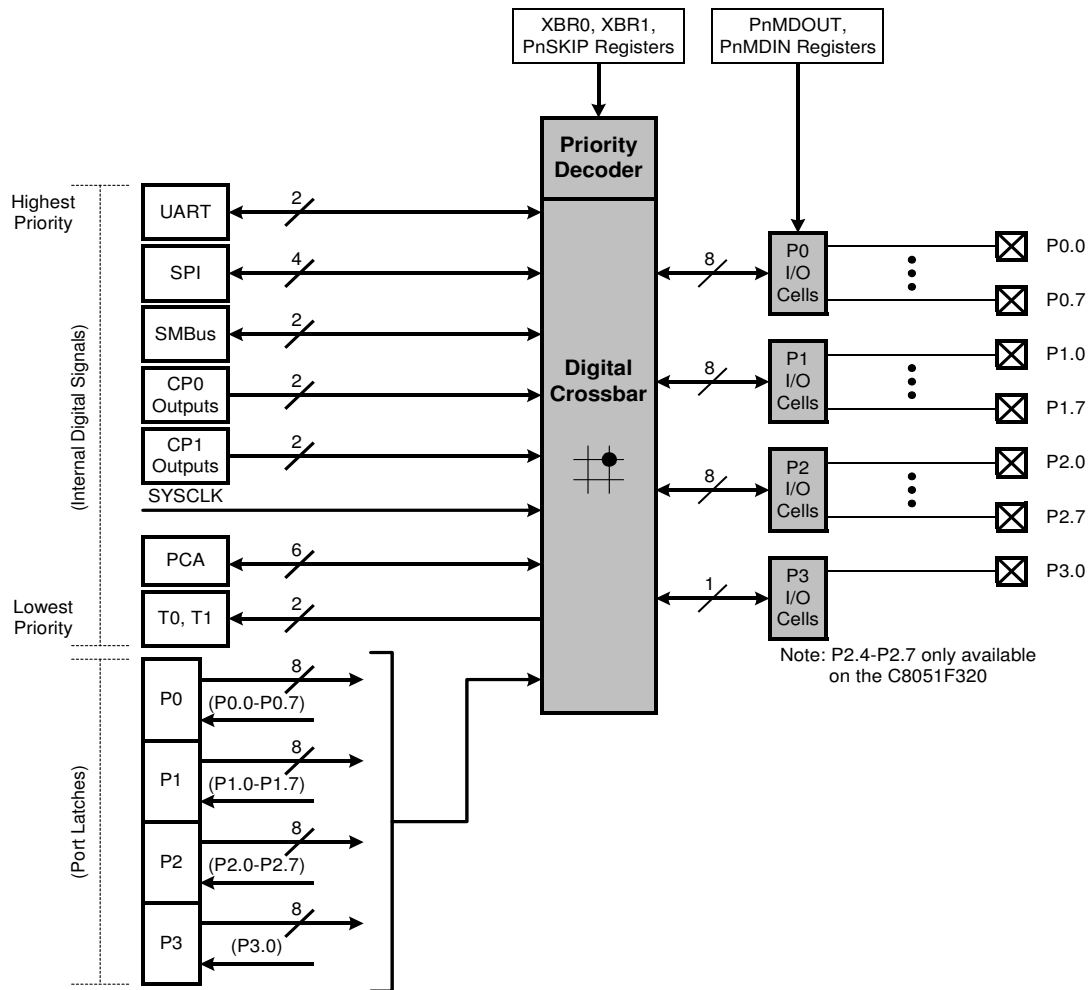 XBR0, XBR1,
PnSKIP Registers
PnMDOUT,
PnMDIN Registers
Priority
Decoder
Highest
Priority
UART
2
SPI
4
SMBus
2
CP0
Outputs
2
CP1
Outputs
2
SYSCLK
PCA
6
Lowest
Priority
T0, T1
2
(Internal Digital Signals)
Digital
Crossbar
8
P0
I/O
Cells
P0.0
P0.7
8
P1
I/O
Cells
P1.0
P1.7
8
P2
I/O
Cells
P2.0
P2.7
1
P3
I/O
Cells
P3.0
Note: P2.4-P2.7 only available
on the C8051F320
(Port Latches)
P0
8
(P0.0-P0.7)
P1
8
(P1.0-P1.7)
P2
8
(P2.0-P2.7)
P3
8
(P3.0)